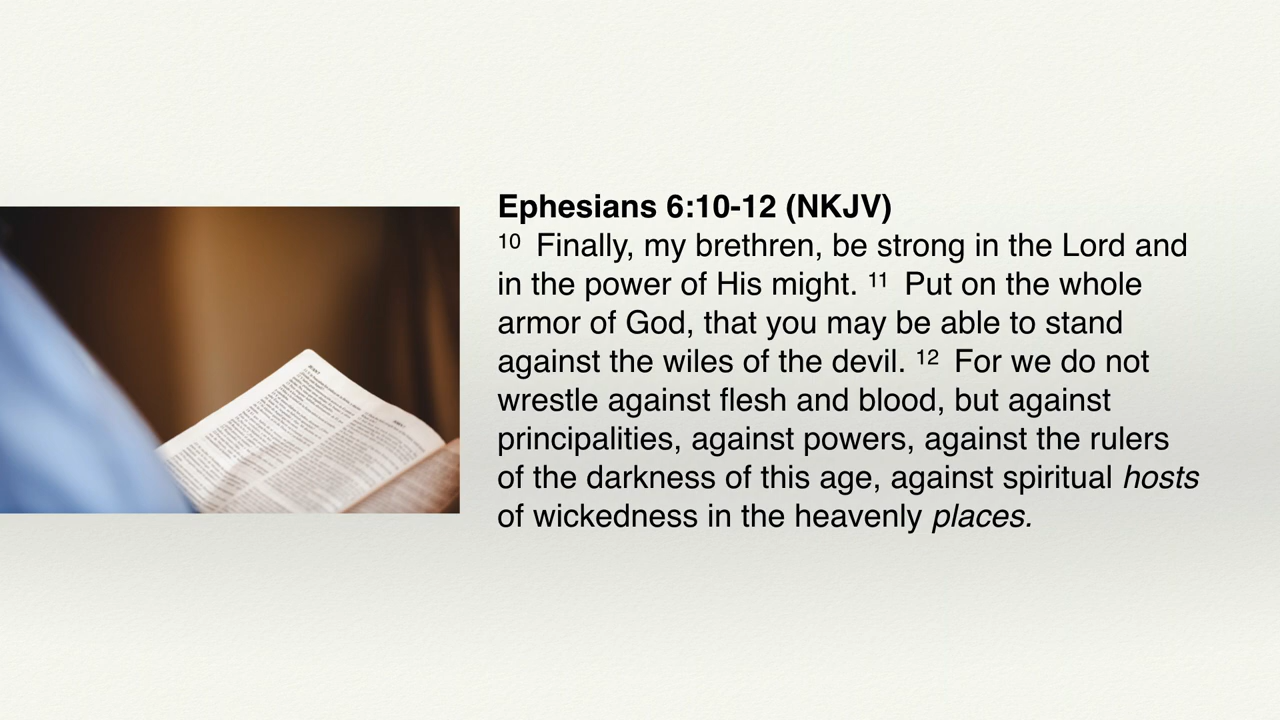 Ephesians 6:10-12 (NKJV)
10 Finally, my brethren, be strong in the Lord and
in the power of His might. 11 Put on the whole
armor of God, that you may be able to stand
against the wiles of the devil. 12 For we do not
wrestle against flesh and blood, but against
principalities, against powers, against the rulers
of the darkness of this age, against spiritual hosts
of wickedness in the heavenly places.